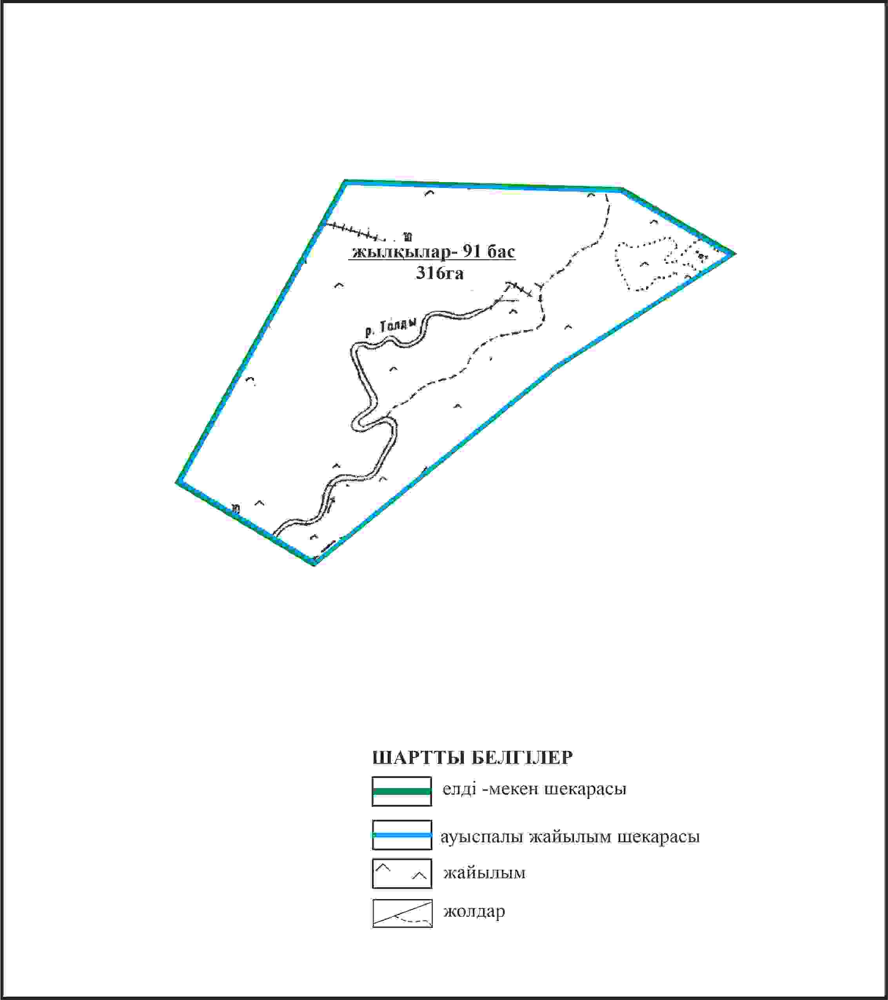 жылқылар- 91 бас
316га
р. Талды
ШАРТТЫ БЕЛГІЛЕР
елді -мекен шекарасы
ауыспалы жайылым шекарасы
жайылым
жолдар